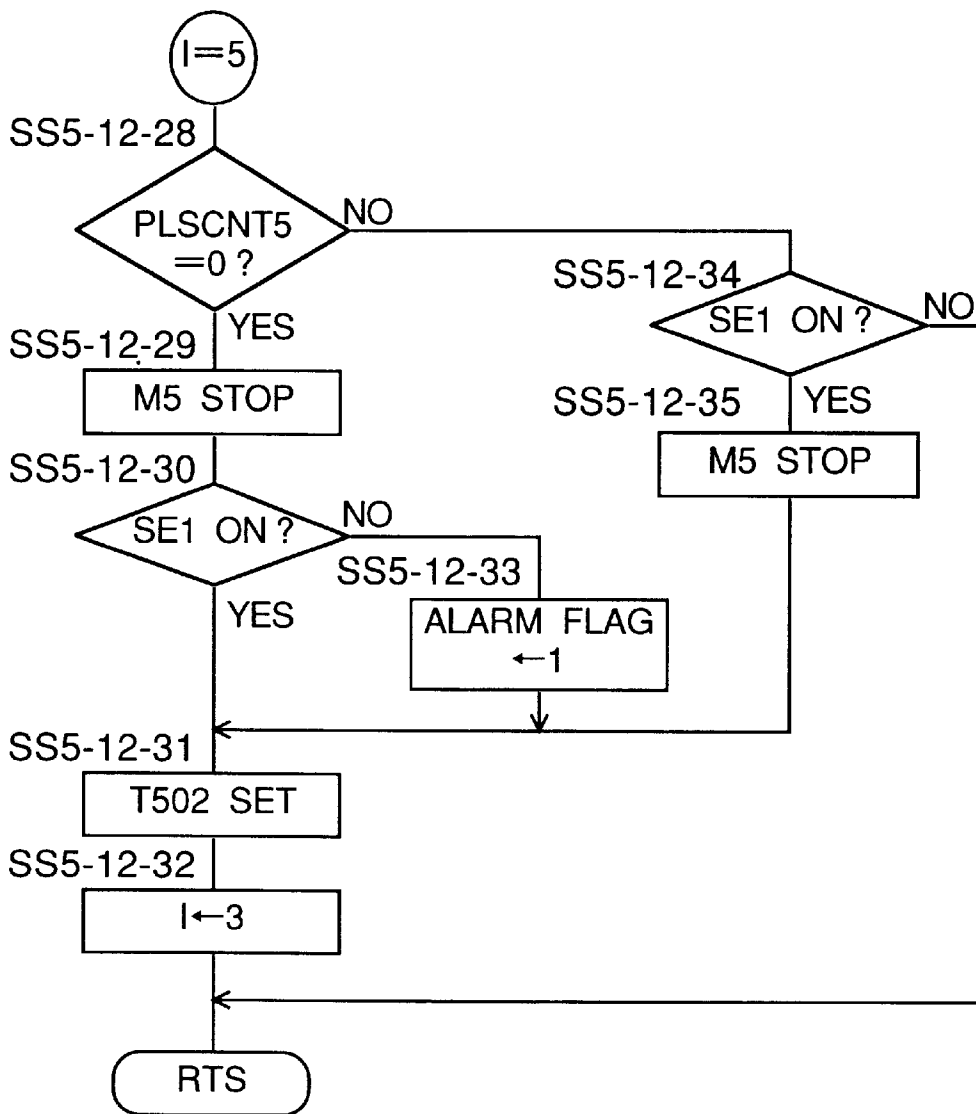 I=5
SS5-12-28
PLSCNT5
=0 ?
NO
YES
SS5-12-34
SE1 ON ?
NO
YES
SS5-12-29
M5 STOP
SS5-12-35
M5 STOP
SS5-12-30
SE1 ON ?
NO
YES
SS5-12-33
ALARM FLAG
←1
SS5-12-31
T502 SET
SS5-12-32
I←3
RTS